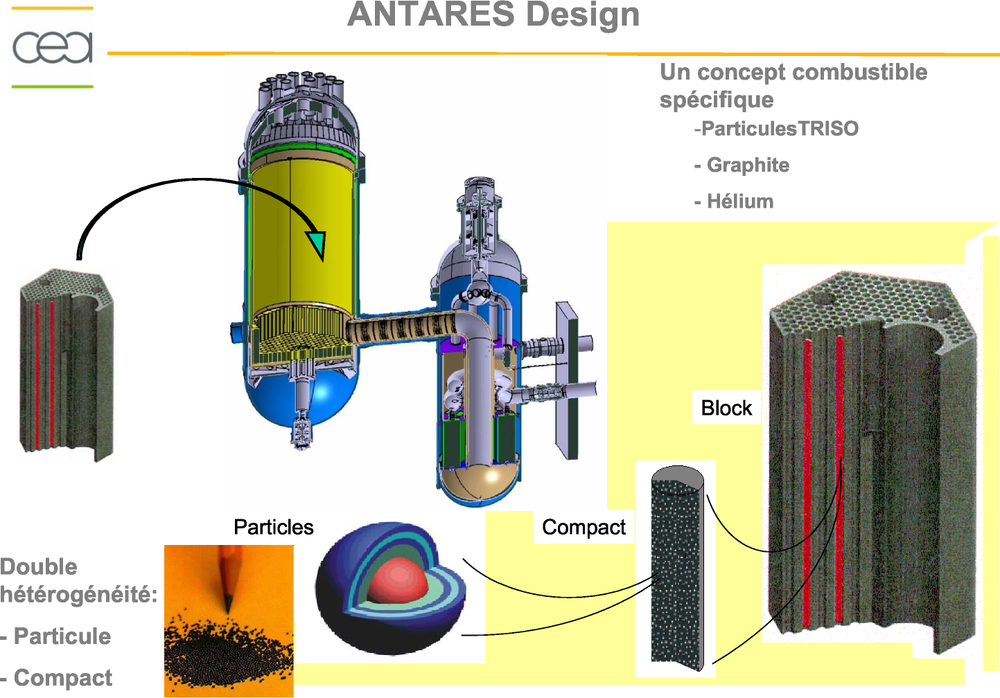 ANTARES Design
cea
Un concept combustible
spécifique
-ParticulesTRISO
- Graphite
- Hélium
Block
Particles
Compact
Double
hétérogénéité:
- Particule
- Compact